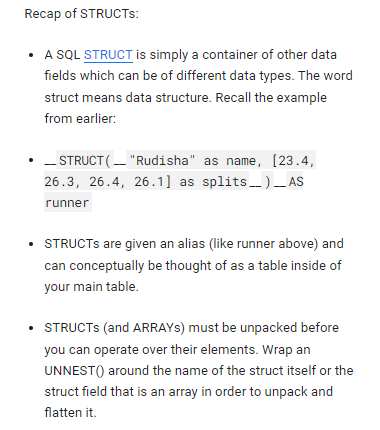 Recap of STRUCTs:
• A SQL STRUCT is simply a container of other data
fields which can be of different data types. The word
struct means data structure. Recall the example
from earlier:
• __STRUCT(__"Rudisha" as name, [23.4,
26.3, 26.4, 26.1] as splits__)__AS
runner
• STRUCTs are given an alias (like runner above) and
can conceptually be thought of as a table inside of
your main table.
• STRUCTs (and ARRAYs) must be unpacked before
you can operate over their elements. Wrap an
UNNEST() around the name of the struct itself or the
struct field that is an array in order to unpack and
flatten it.